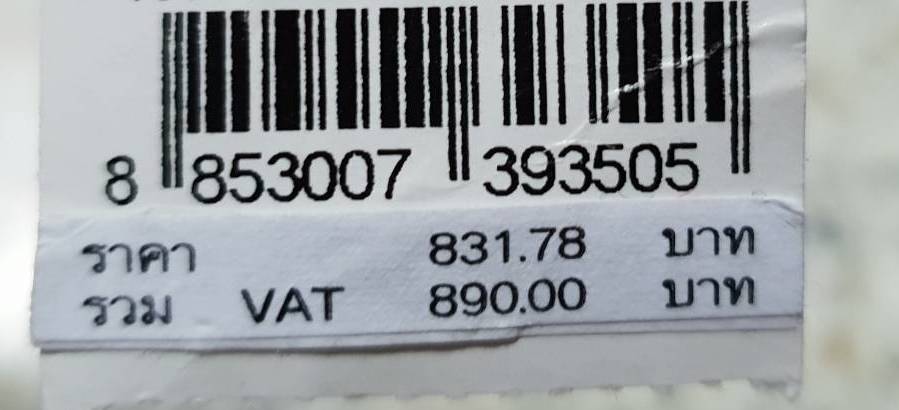 8 853007 393505
ราคา 831.78 บาท
รวม VAT 890.00 บาท